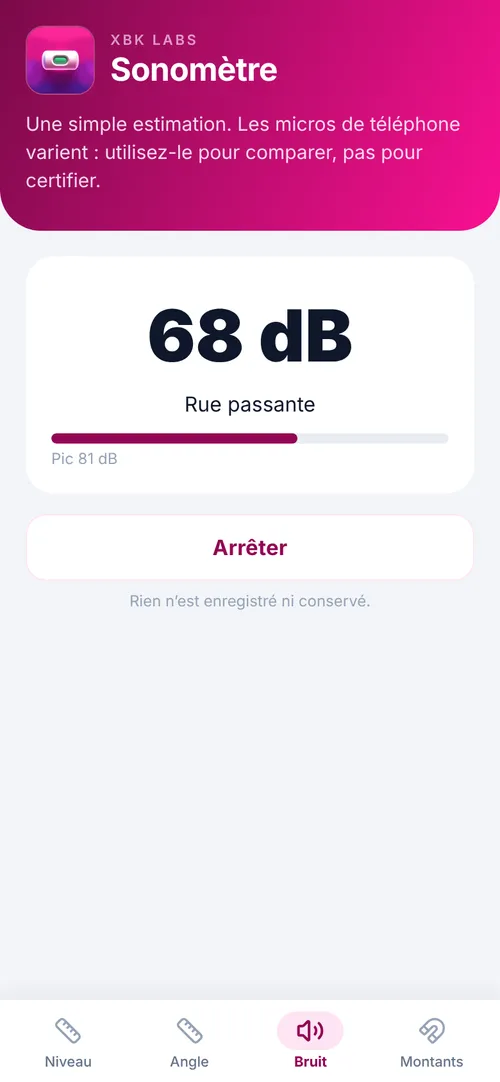 XBK LABS
Sonomètre
Une simple estimation. Les micros de téléphone
varient : utilisez-le pour comparer, pas pour
certifier.
68 dB
Rue passante
Pic 81 dB
Arrêter
Rien n’est enregistré ni conservé.
Niveau
Angle
Bruit
Montants